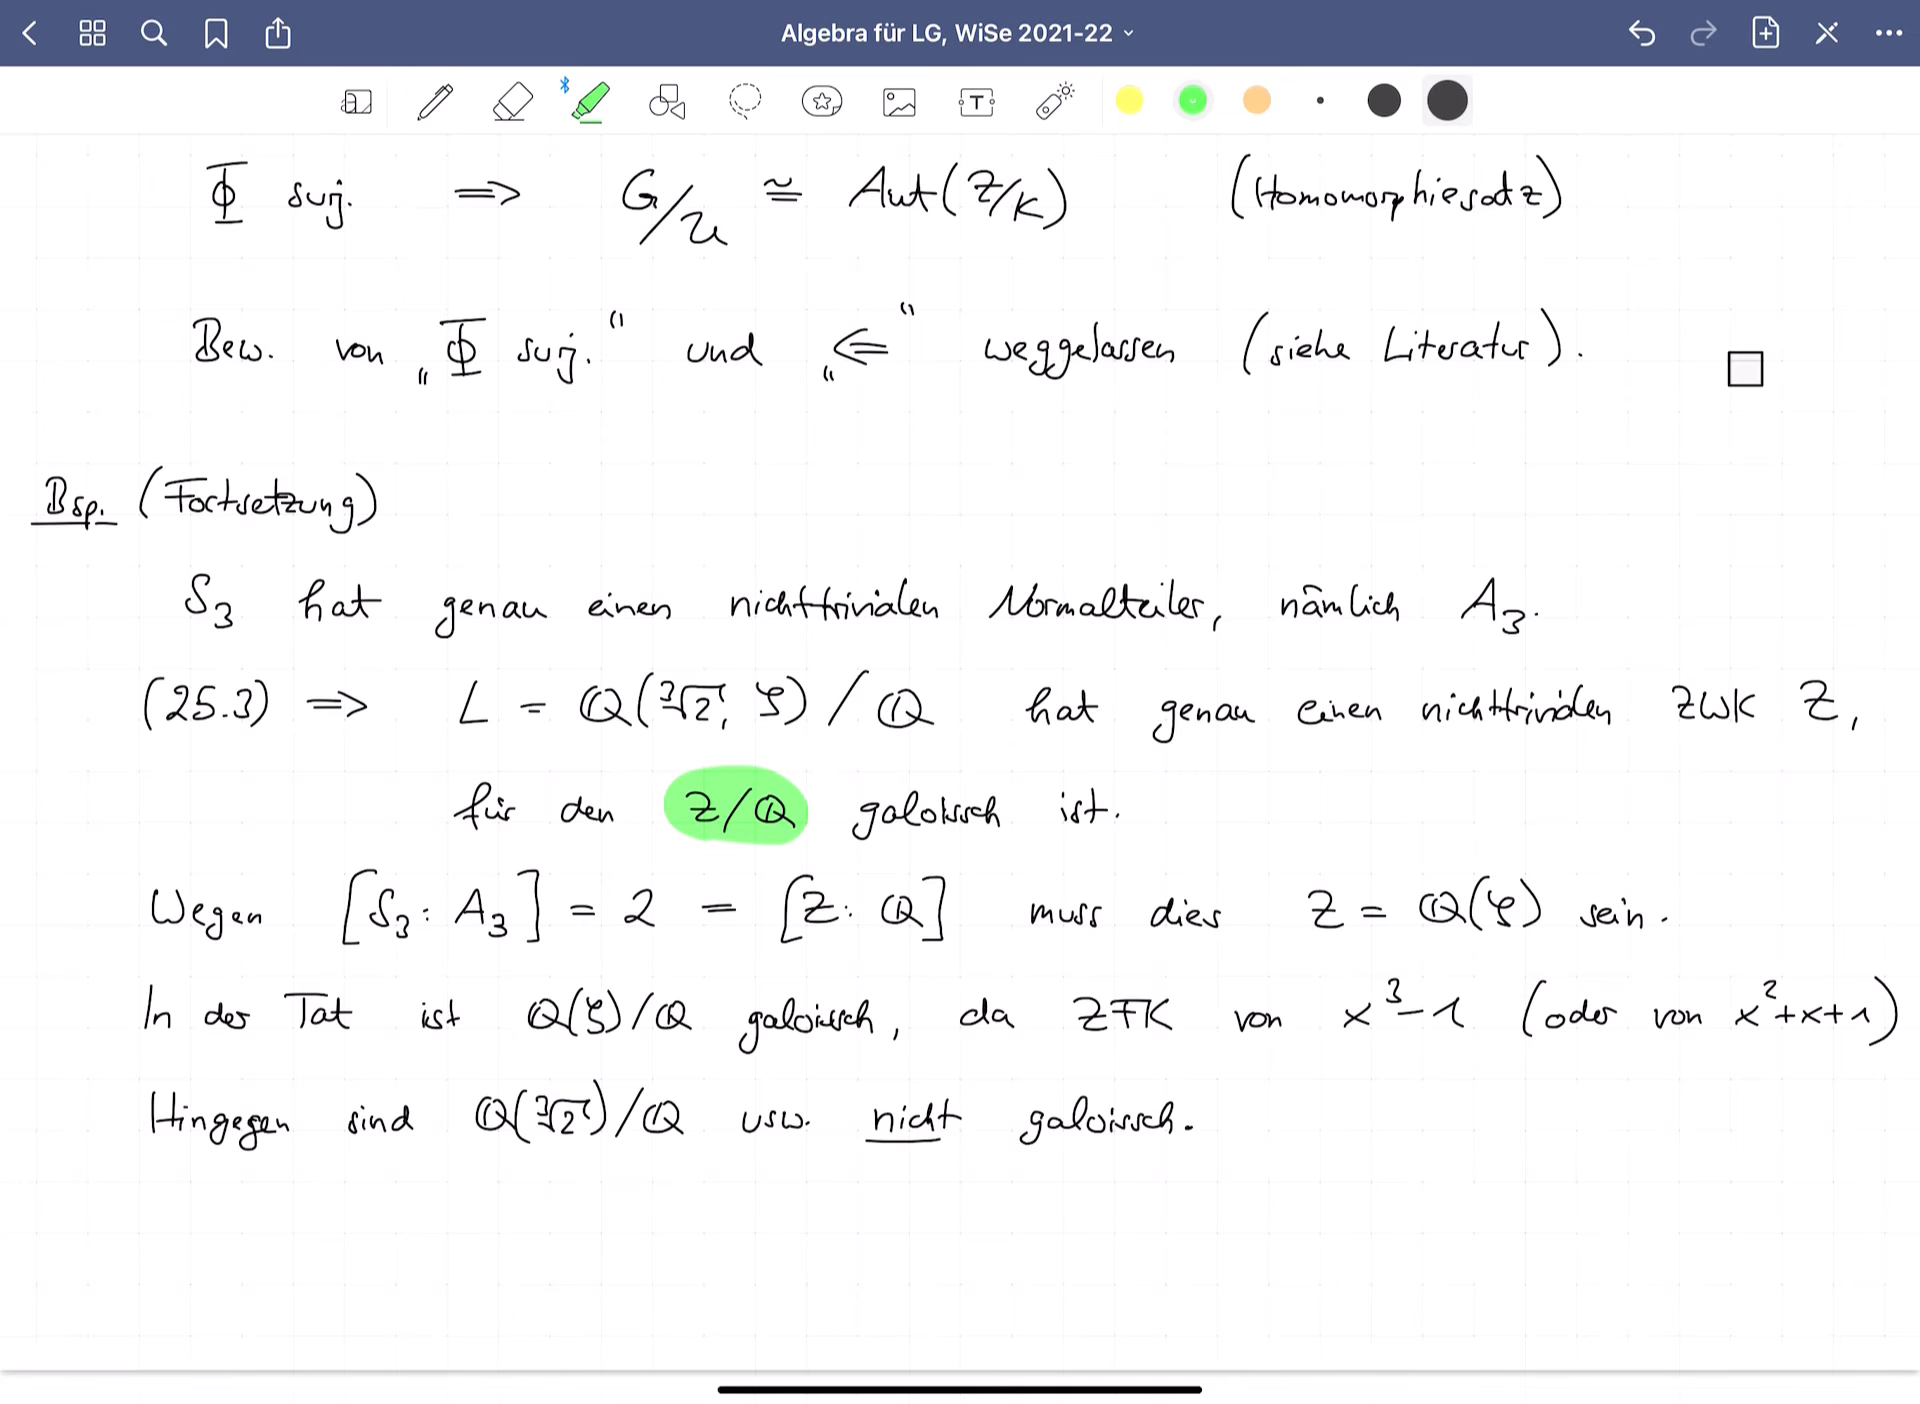 Algebra für LG, WiSe 2021-22
Φ surj. => G/U ≅ Aut(Z/K) (Homomorphiesatz)
Bew. von „Φ surj.“ und „⇐“ weggelassen (siehe Literatur). □
Bsp. (Fortsetzung)
S₃ hat genau einen nichttrivialen Normalteiler, nämlich A₃.
(25.3) => L = ℚ(∛2, ζ) / ℚ hat genau einen nichttrivialen ZWK Z,
für den Z/ℚ galoissch ist.
Wegen [S₃ : A₃] = 2 = [Z : ℚ] muss dies Z = ℚ(ζ) sein.
In der Tat ist ℚ(ζ)/ℚ galoissch, da ZFK von x³-1 (oder von x²+x+1)
Hingegen sind ℚ(∛2)/ℚ usw. nicht galoissch.